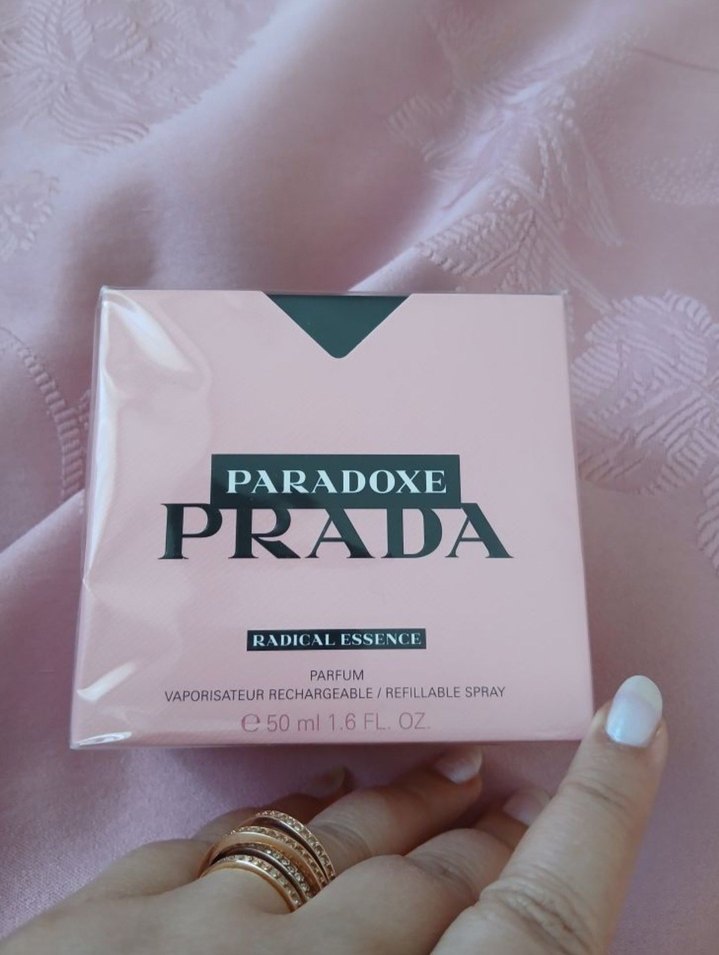 PARADOXE
PRADA
RADICAL ESSENCE
PARFUM
VAPORISATEUR RECHARGEABLE / REFILLABLE SPRAY
℮ 50 ml 1.6 FL. OZ.